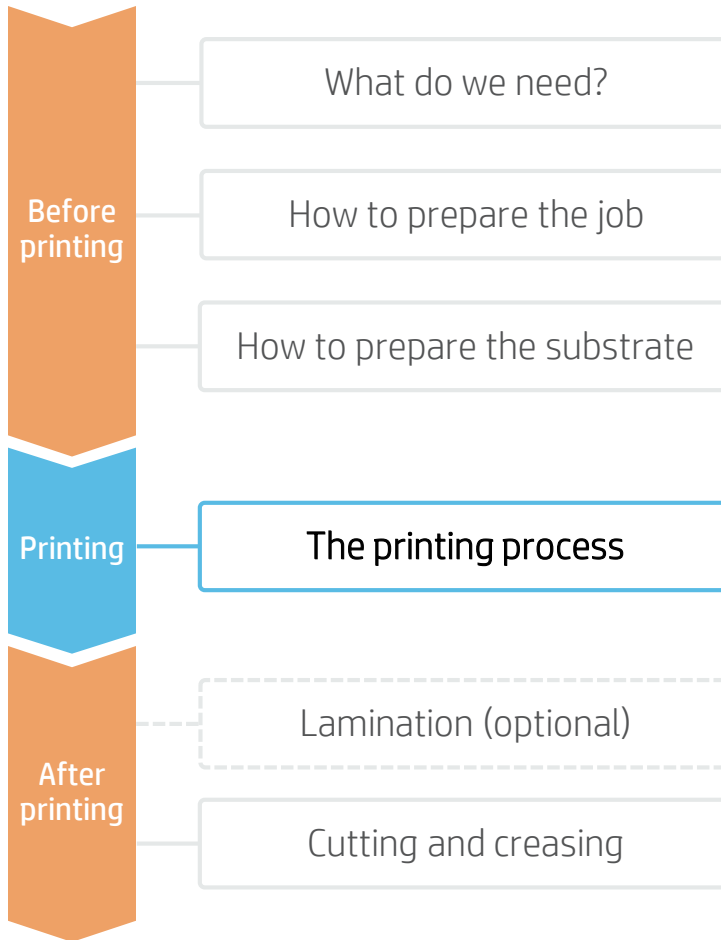 What do we need?
Before
printing
How to prepare the job
How to prepare the substrate
Printing
The printing process
Lamination (optional)
After
printing
Cutting and creasing